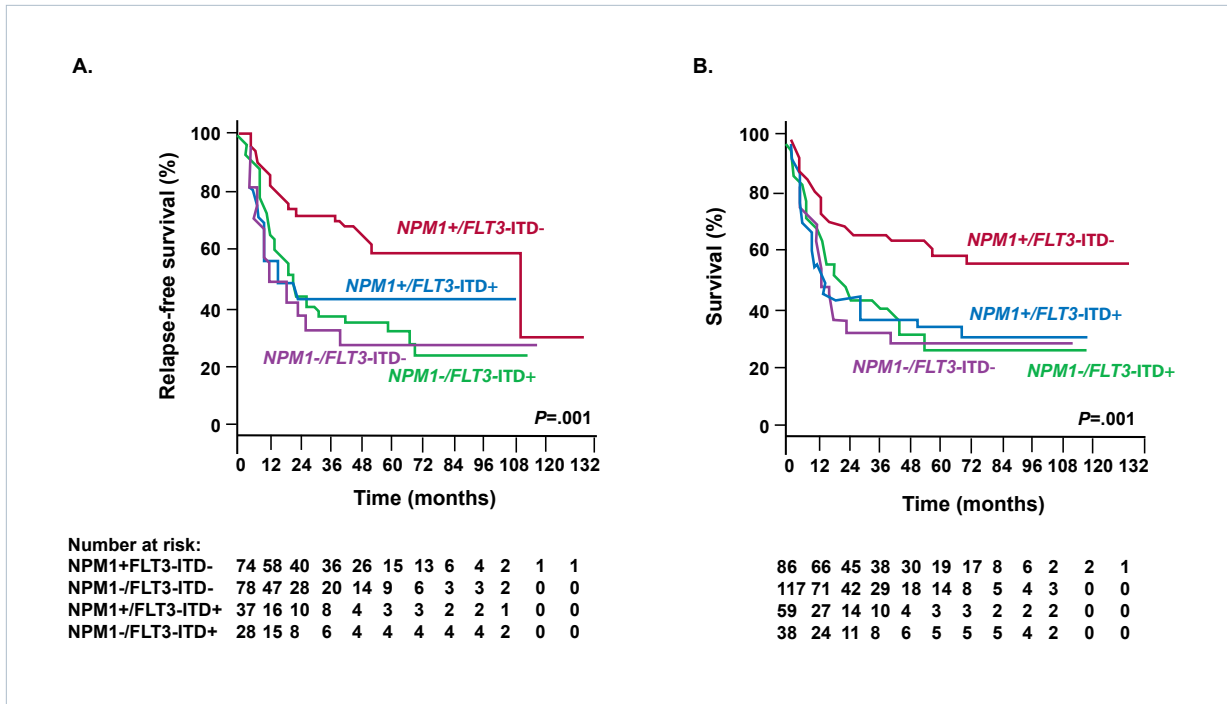 A.
Relapse-free survival (%)
100
80
60
40
20
0
NPM1+/FLT3-ITD-
NPM1+/FLT3-ITD+
NPM1-/FLT3-ITD-
NPM1-/FLT3-ITD+
P=.001
0 12 24 36 48 60 72 84 96 108 120 132
Time (months)
B.
Survival (%)
100
80
60
40
20
0
NPM1+/FLT3-ITD-
NPM1+/FLT3-ITD+
NPM1-/FLT3-ITD-
NPM1-/FLT3-ITD+
P=.001
0 12 24 36 48 60 72 84 96 108 120 132
Time (months)
Number at risk:
NPM1+FLT3-ITD- 74 58 40 36 26 15 13 6 4 2 1 1
NPM1-/FLT3-ITD- 78 47 28 20 14 9 6 3 3 2 0 0
NPM1+/FLT3-ITD+ 37 16 10 8 4 3 3 2 2 1 0 0
NPM1-/FLT3-ITD+ 28 15 8 6 4 4 4 4 4 2 0 0
86 66 45 38 30 19 17 8 6 2 2 1
117 71 42 29 18 14 8 5 4 3 0 0
59 27 14 10 4 3 3 2 2 2 0 0
38 24 11 8 6 5 5 5 4 2 0 0